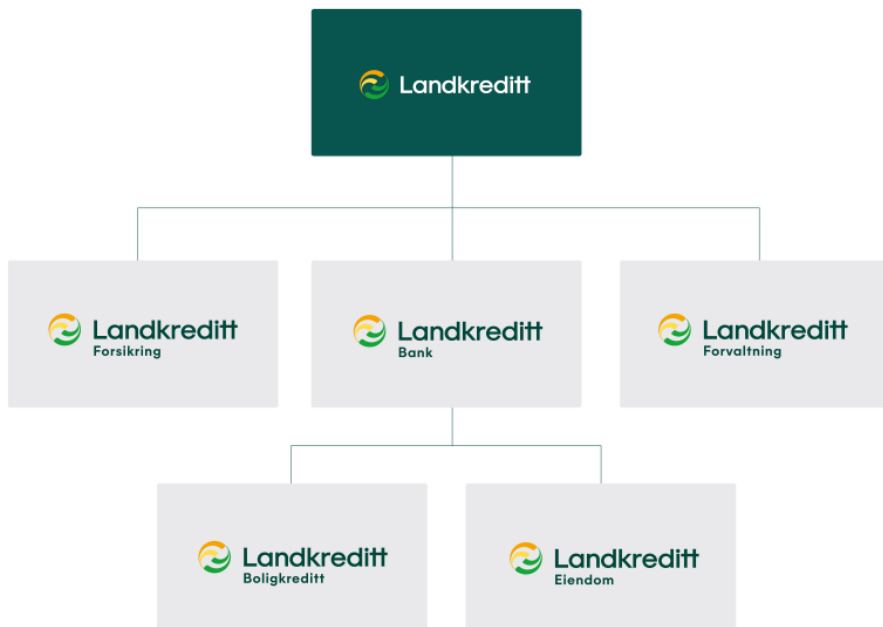 Landkreditt
Landkreditt
Forsikring
Landkreditt
Bank
Landkreditt
Forvaltning
Landkreditt
Boligkreditt
Landkreditt
Eiendom